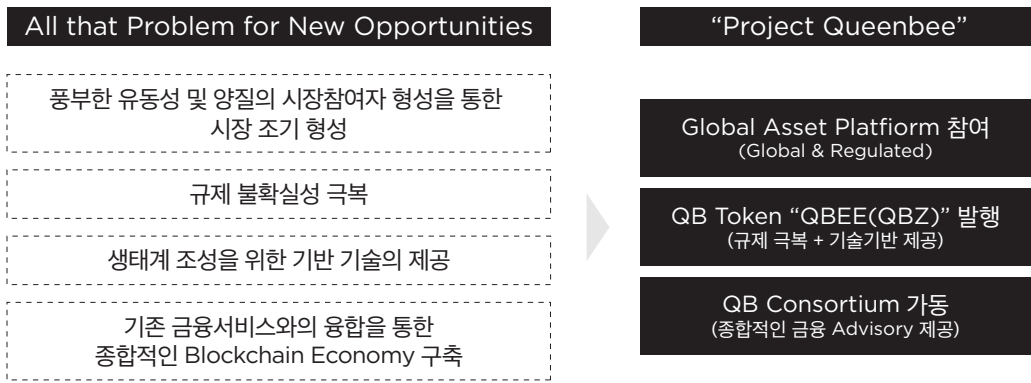 All that Problem for New Opportunities
풍부한 유동성 및 양질의 시장참여자 형성을 통한
시장 조기 형성
규제 불확실성 극복
생태계 조성을 위한 기반 기술의 제공
기존 금융서비스와의 융합을 통한
종합적인 Blockchain Economy 구축
“Project Queenbee”
Global Asset Platfiorm 참여
(Global & Regulated)
QB Token “QBEE(QBZ)” 발행
(규제 극복 + 기술기반 제공)
QB Consortium 가동
(종합적인 금융 Advisory 제공)